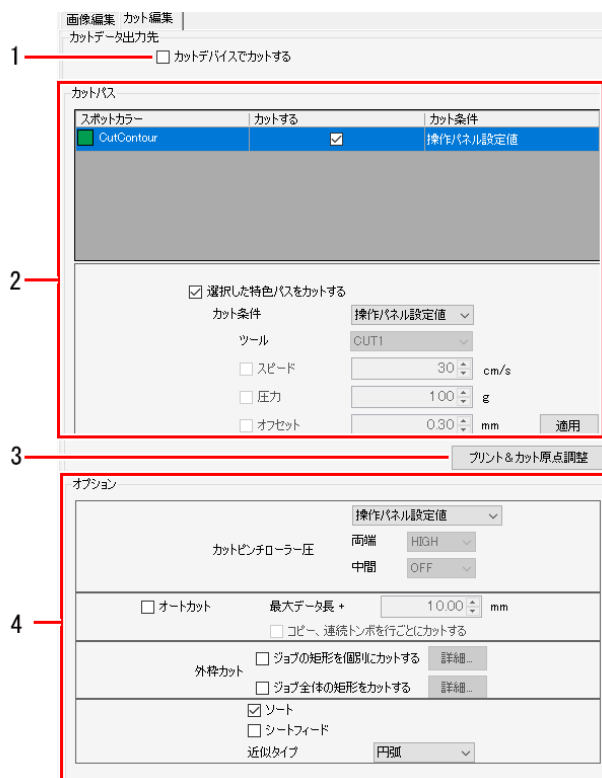 画像編集 カット編集
カットデータ出力先
1
カットデバイスでカットする
カットパス
スポットカラー カットする カット条件
CutContour 操作パネル設定値
2
選択した特色パスをカットする
カット条件 操作パネル設定値
ツール CUT1
スピード 30 cm/s
圧力 100 g
オフセット 0.30 mm 適用
3
プリント＆カット原点調整
オプション
操作パネル設定値
カットピンチローラー圧 両端 HIGH
中間 OFF
4
オートカット 最大データ長 + 10.00 mm
コピー、連続トンボを行ごとにカットする
外枠カット ジョブの矩形を個別にカットする 詳細...
ジョブ全体の矩形をカットする 詳細...
ソート
シートフィード
近似タイプ 円弧